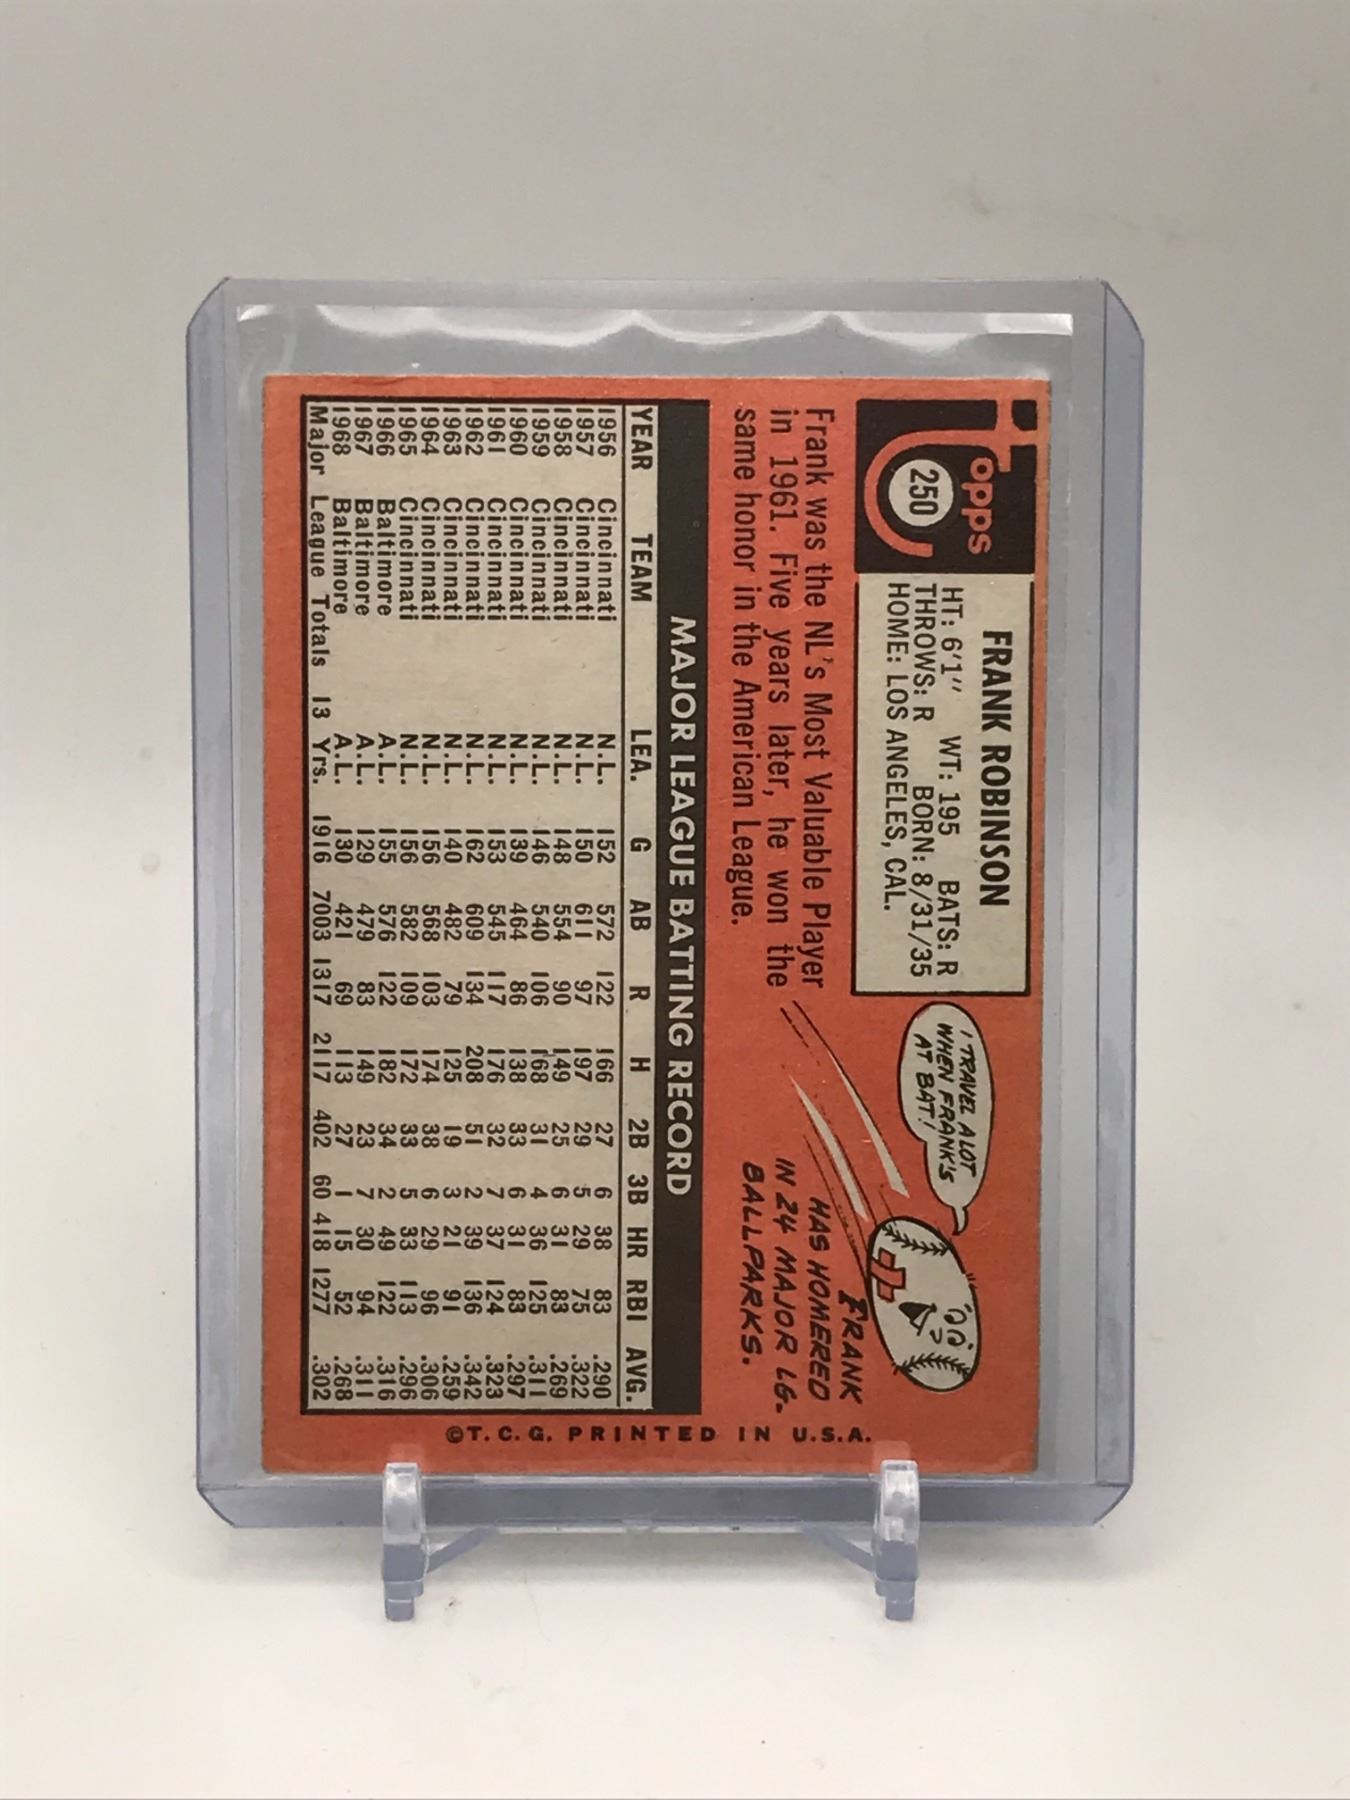 Topps
250
FRANK ROBINSON
HT: 6'1" WT: 195 BATS: R
THROWS: R BORN: 8/31/35
HOME: LOS ANGELES, CAL.
Frank was the NL's Most Valuable Player
in 1961. Five years later, he won the
same honor in the American League.
I TRAVEL A LOT
WHEN FRANK'S
AT BAT!
FRANK
HAS HOMERED
IN 24 MAJOR LG.
BALLPARKS.
MAJOR LEAGUE BATTING RECORD
YEAR TEAM LEA. G AB R H 2B 3B HR RBI AVG.
1956 Cincinnati N.L. 152 572 122 166 27 6 38 83 .290
1957 Cincinnati N.L. 150 611 97 197 29 5 29 75 .322
1958 Cincinnati N.L. 148 554 90 149 25 6 31 83 .269
1959 Cincinnati N.L. 146 540 106 168 31 4 36 125 .311
1960 Cincinnati N.L. 139 464 86 138 33 6 31 83 .297
1961 Cincinnati N.L. 153 545 117 176 32 7 37 124 .323
1962 Cincinnati N.L. 162 609 134 208 51 2 39 136 .342
1963 Cincinnati N.L. 140 482 79 125 19 3 21 91 .259
1964 Cincinnati N.L. 156 568 103 174 38 6 29 96 .306
1965 Cincinnati N.L. 156 582 109 172 33 5 33 113 .296
1966 Baltimore A.L. 155 576 122 182 34 2 49 122 .316
1967 Baltimore A.L. 129 479 83 149 23 7 30 94 .311
1968 Baltimore A.L. 130 421 69 113 27 1 15 52 .268
Major League Totals 13 Yrs. 1916 7003 1317 2117 402 60 418 1277 .302
©T.C.G. PRINTED IN U.S.A.